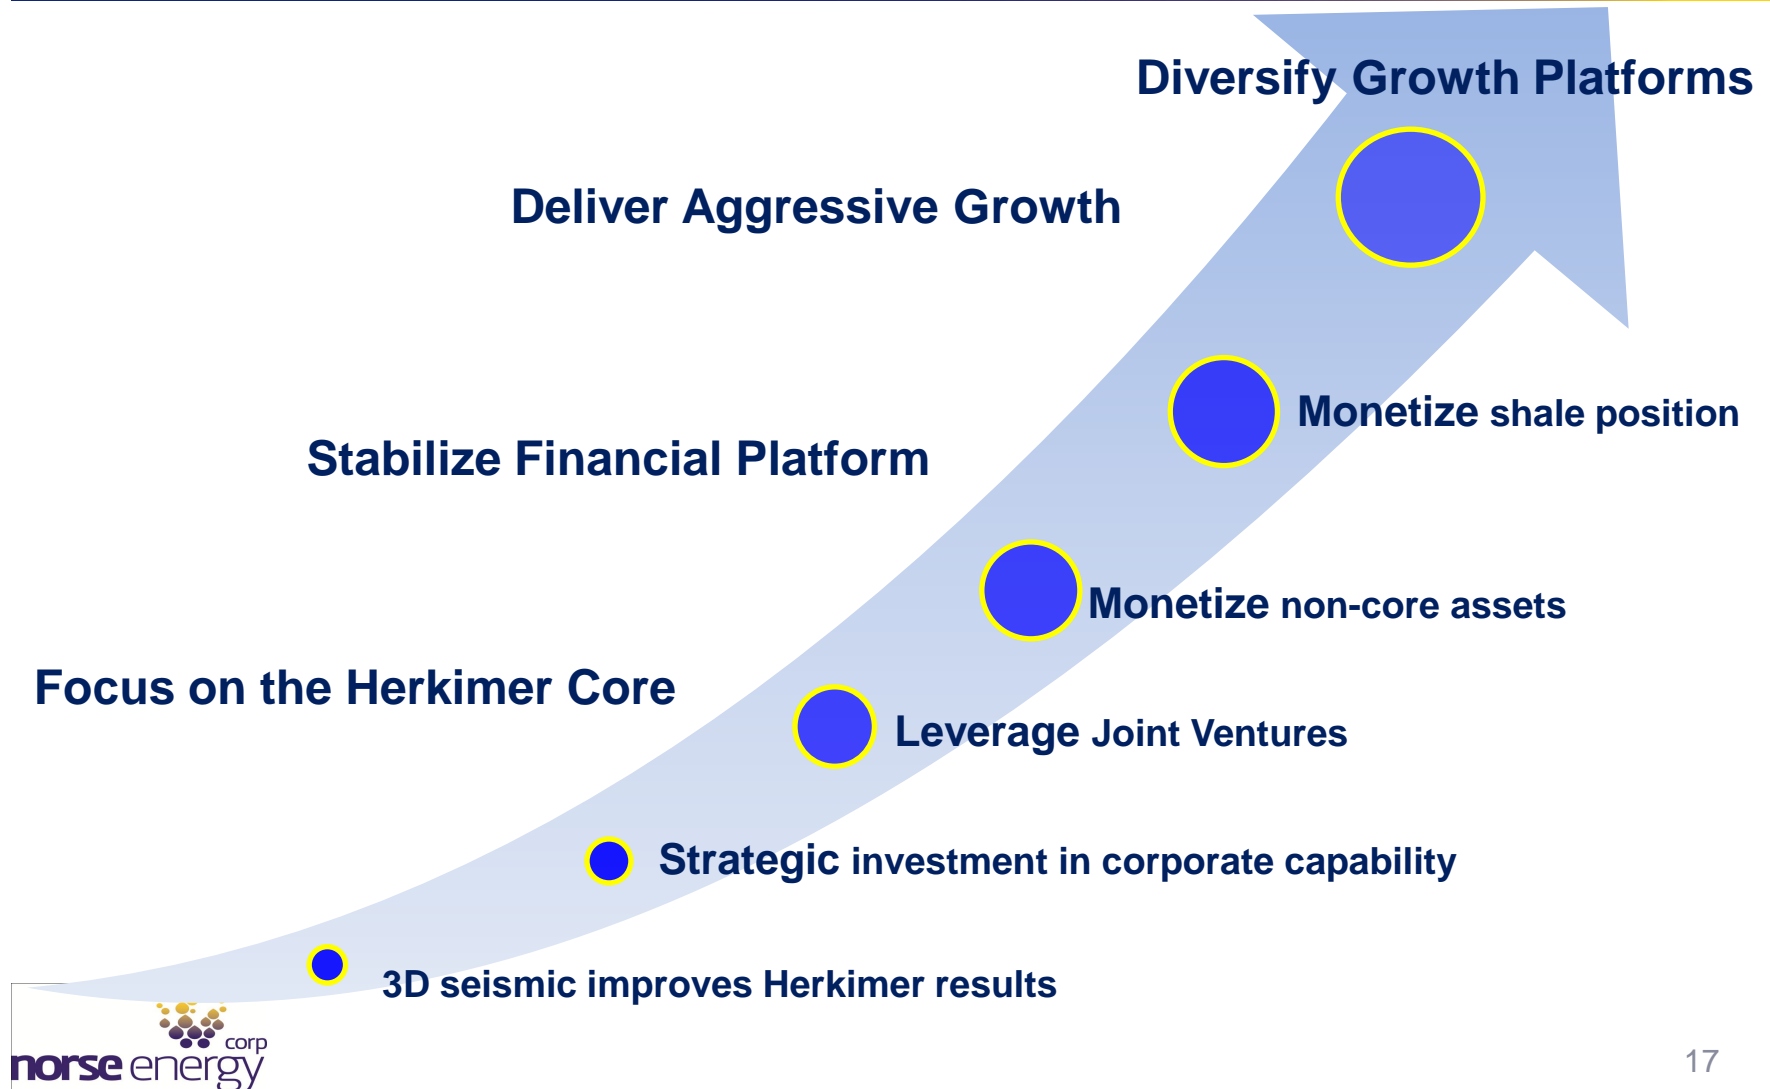 Diversify Growth Platforms
Deliver Aggressive Growth
Monetize shale position
Stabilize Financial Platform
Monetize non-core assets
Focus on the Herkimer Core
Leverage Joint Ventures
Strategic investment in corporate capability
3D seismic improves Herkimer results
corp
norse energy
17